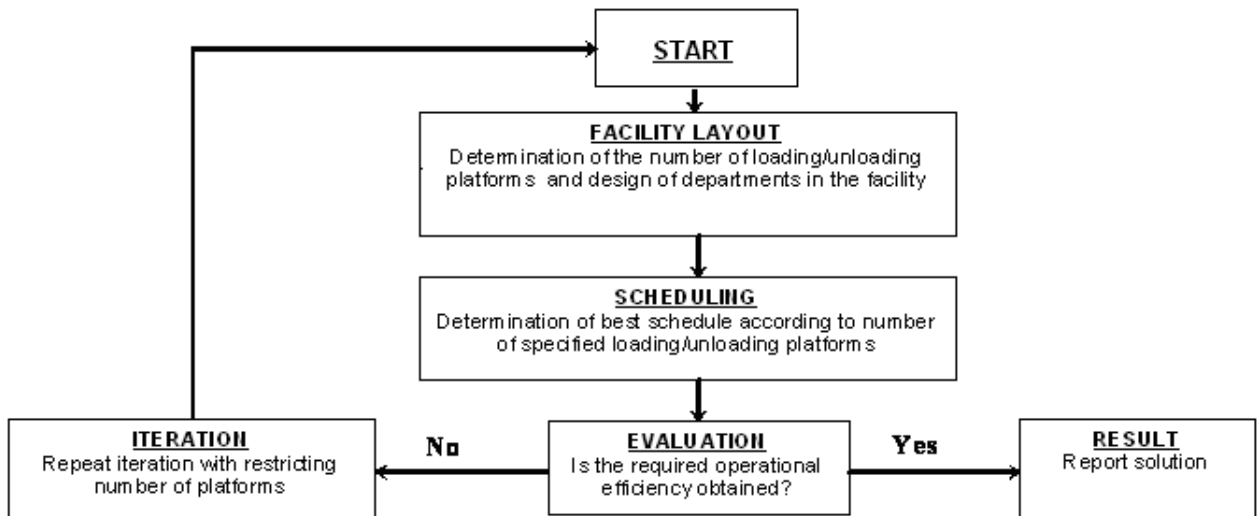 START
FACILITY LAYOUT
Determination of the number of loading/unloading
platforms and design of departments in the facility
SCHEDULING
Determination of best schedule according to number
of specified loading/unloading platforms
ITERATION
Repeat iteration with restricting
number of platforms
No
EVALUATION
Is the required operational
efficiency obtained?
Yes
RESULT
Report solution